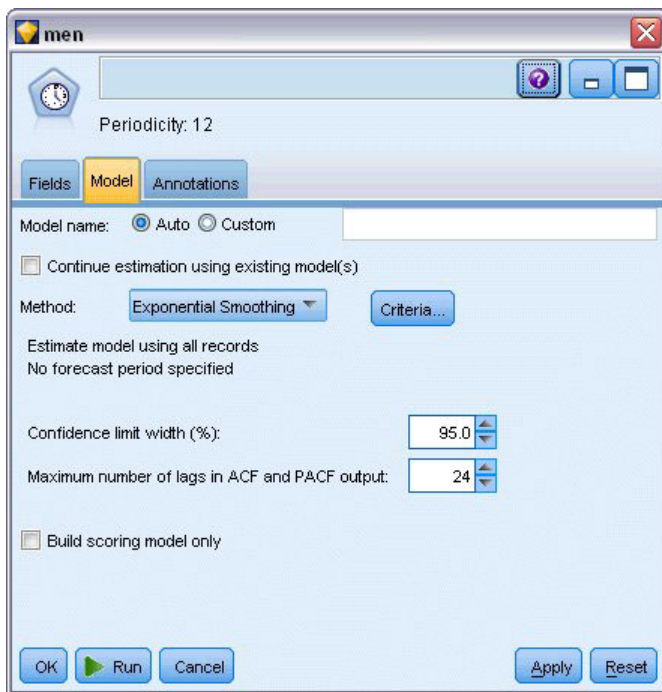 men
Periodicity: 12
Fields Model Annotations
Model name: Auto Custom
Continue estimation using existing model(s)
Method: Exponential Smoothing Criteria...
Estimate model using all records
No forecast period specified
Confidence limit width (%): 95.0
Maximum number of lags in ACF and PACF output: 24
Build scoring model only
OK Run Cancel Apply Reset